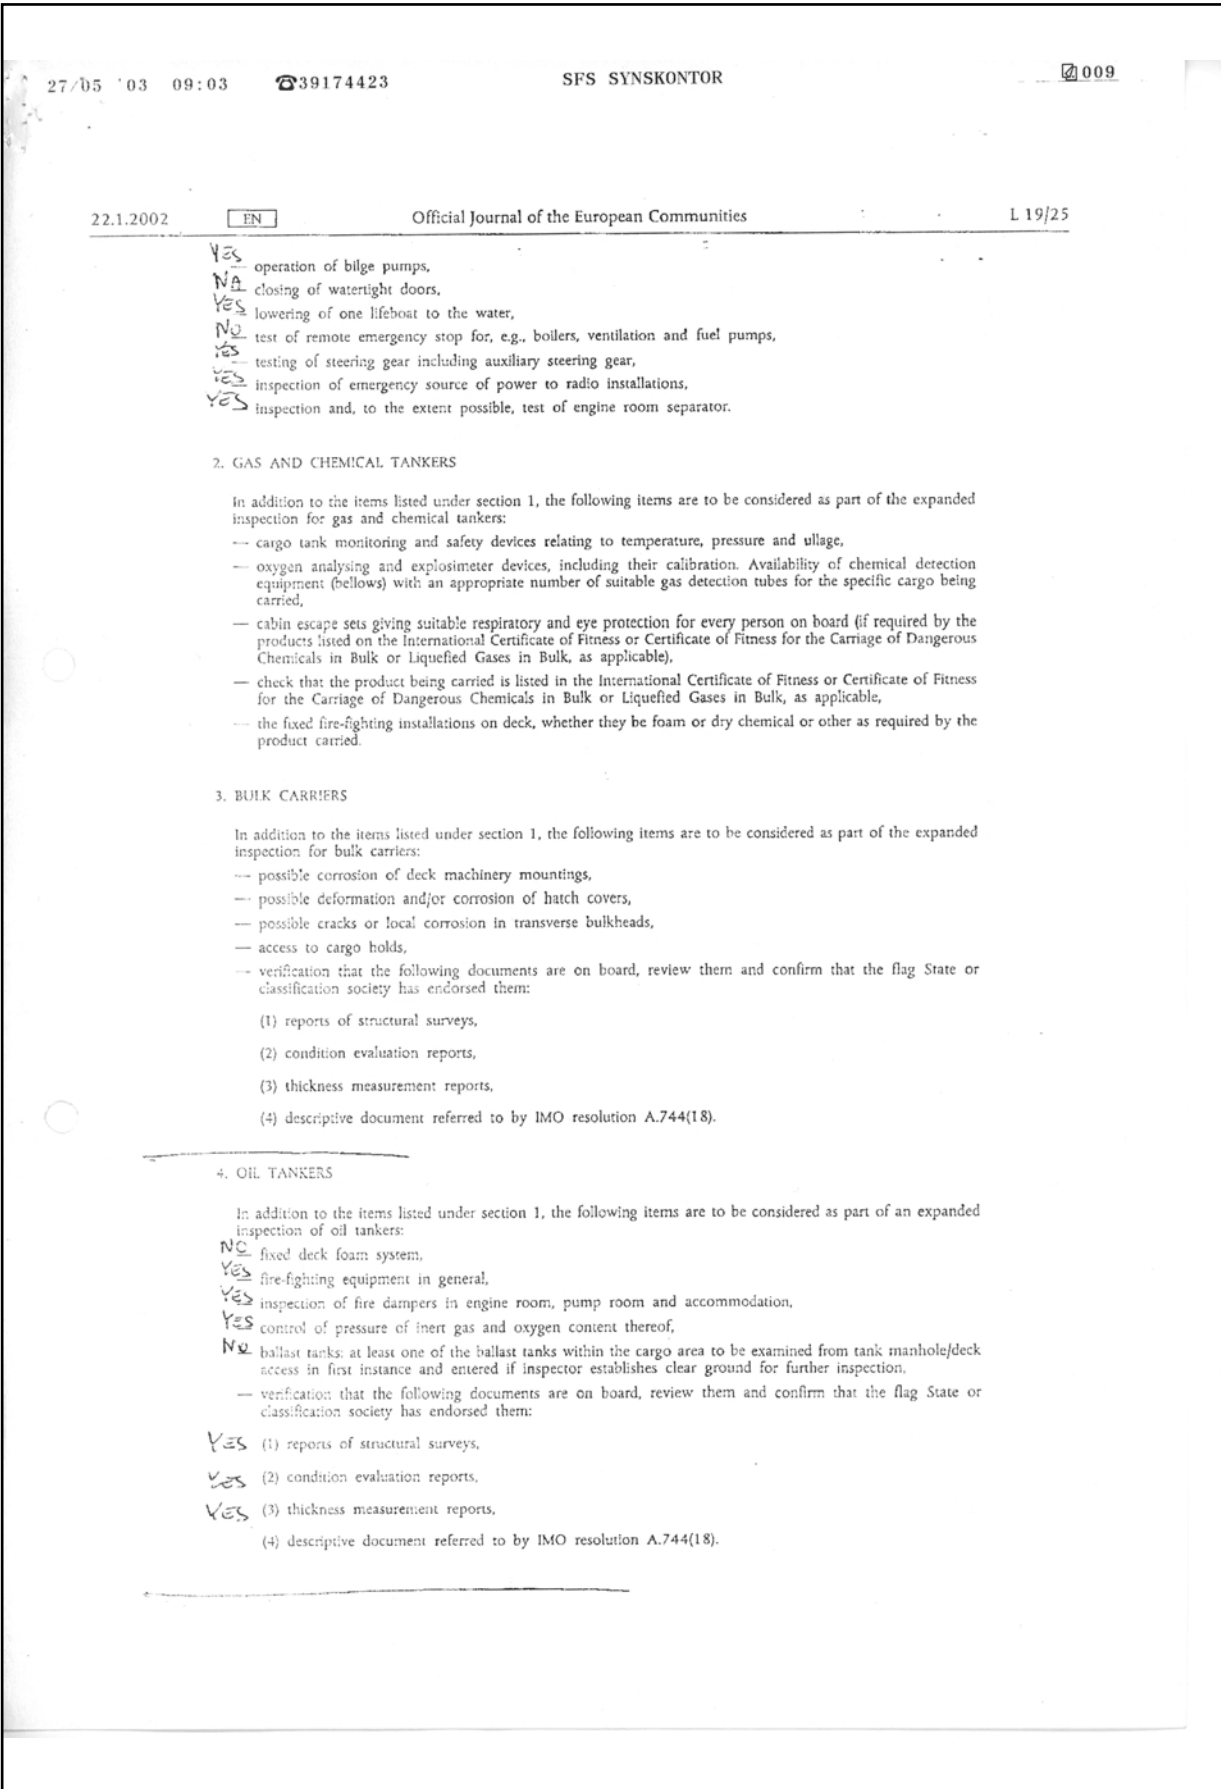 27/05 '03 09:03 ☎39174423 SFS SYNSKONTOR 009
22.1.2002 EN Official Journal of the European Communities L 19/25
YES — operation of bilge pumps,
NA — closing of watertight doors,
YES — lowering of one lifeboat to the water,
NO — test of remote emergency stop for, e.g., boilers, ventilation and fuel pumps,
YES — testing of steering gear including auxiliary steering gear,
YES — inspection of emergency source of power to radio installations,
YES — inspection and, to the extent possible, test of engine room separator.
2. GAS AND CHEMICAL TANKERS
In addition to the items listed under section 1, the following items are to be considered as part of the expanded
inspection for gas and chemical tankers:
— cargo tank monitoring and safety devices relating to temperature, pressure and ullage,
— oxygen analysing and explosimeter devices, including their calibration. Availability of chemical detection
equipment (bellows) with an appropriate number of suitable gas detection tubes for the specific cargo being
carried,
— cabin escape sets giving suitable respiratory and eye protection for every person on board (if required by the
products listed on the International Certificate of Fitness or Certificate of Fitness for the Carriage of Dangerous
Chemicals in Bulk or Liquefied Gases in Bulk, as applicable),
— check that the product being carried is listed in the International Certificate of Fitness or Certificate of Fitness
for the Carriage of Dangerous Chemicals in Bulk or Liquefied Gases in Bulk, as applicable,
— the fixed fire-fighting installations on deck, whether they be foam or dry chemical or other as required by the
product carried.
3. BULK CARRIERS
In addition to the items listed under section 1, the following items are to be considered as part of the expanded
inspection for bulk carriers:
— possible corrosion of deck machinery mountings,
— possible deformation and/or corrosion of hatch covers,
— possible cracks or local corrosion in transverse bulkheads,
— access to cargo holds,
— verification that the following documents are on board, review them and confirm that the flag State or
classification society has endorsed them:
(1) reports of structural surveys,
(2) condition evaluation reports,
(3) thickness measurement reports,
(4) descriptive document referred to by IMO resolution A.744(18).
4. OIL TANKERS
In addition to the items listed under section 1, the following items are to be considered as part of an expanded
inspection of oil tankers:
NO — fixed deck foam system,
YES — fire-fighting equipment in general,
YES — inspection of fire dampers in engine room, pump room and accommodation,
YES — control of pressure of inert gas and oxygen content thereof,
NO — ballast tanks: at least one of the ballast tanks within the cargo area to be examined from tank manhole/deck
access in first instance and entered if inspector establishes clear ground for further inspection,
— verification that the following documents are on board, review them and confirm that the flag State or
classification society has endorsed them:
YES (1) reports of structural surveys,
YES (2) condition evaluation reports,
YES (3) thickness measurement reports,
(4) descriptive document referred to by IMO resolution A.744(18).